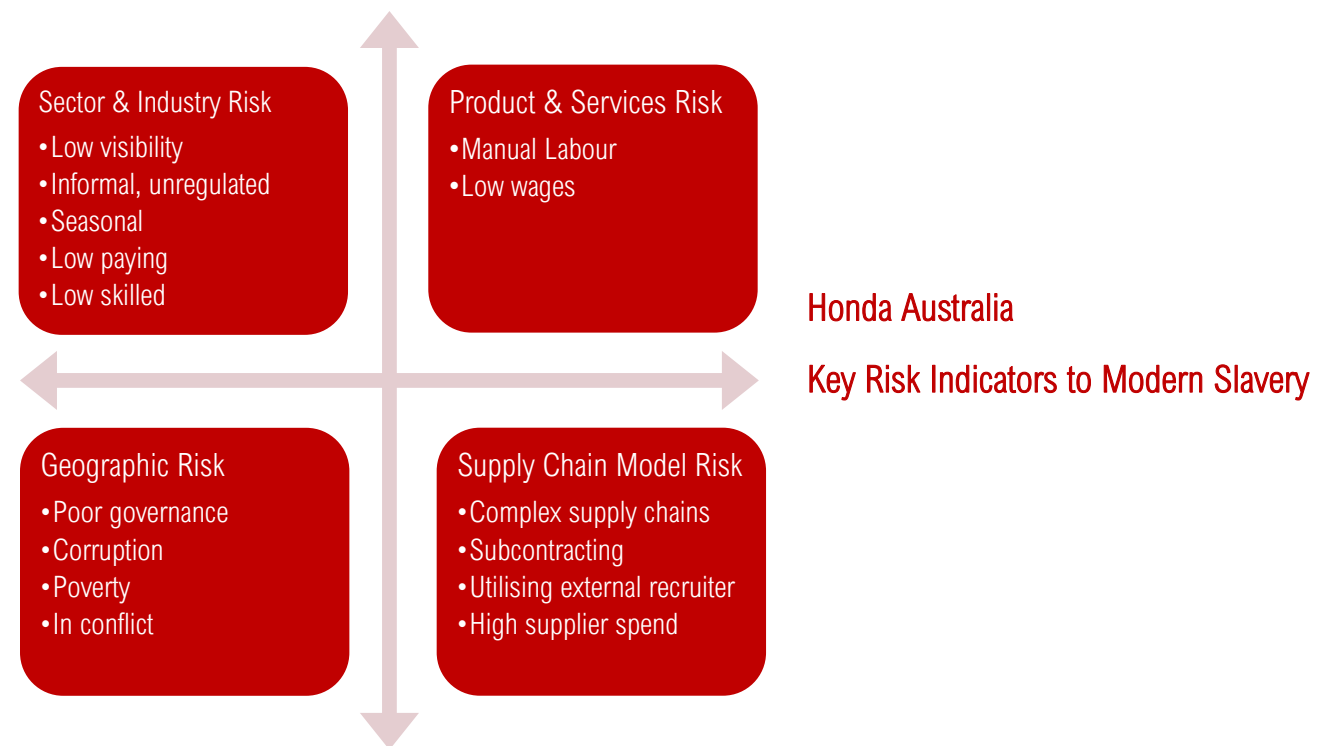 Sector & Industry Risk
•Low visibility
•Informal, unregulated
•Seasonal
•Low paying
•Low skilled
Product & Services Risk
•Manual Labour
•Low wages
Geographic Risk
•Poor governance
•Corruption
•Poverty
•In conflict
Supply Chain Model Risk
•Complex supply chains
•Subcontracting
•Utilising external recruiter
•High supplier spend
Honda Australia
Key Risk Indicators to Modern Slavery